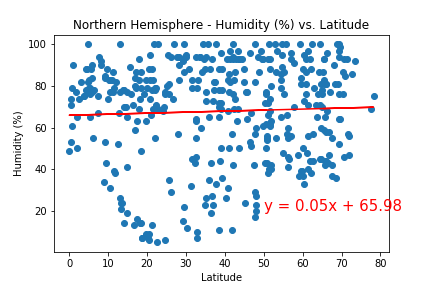 Northern Hemisphere - Humidity (%) vs. Latitude
100
80
60
40
20
Humidity (%)
y = 0.05x + 65.98
0 10 20 30 40 50 60 70 80
Latitude